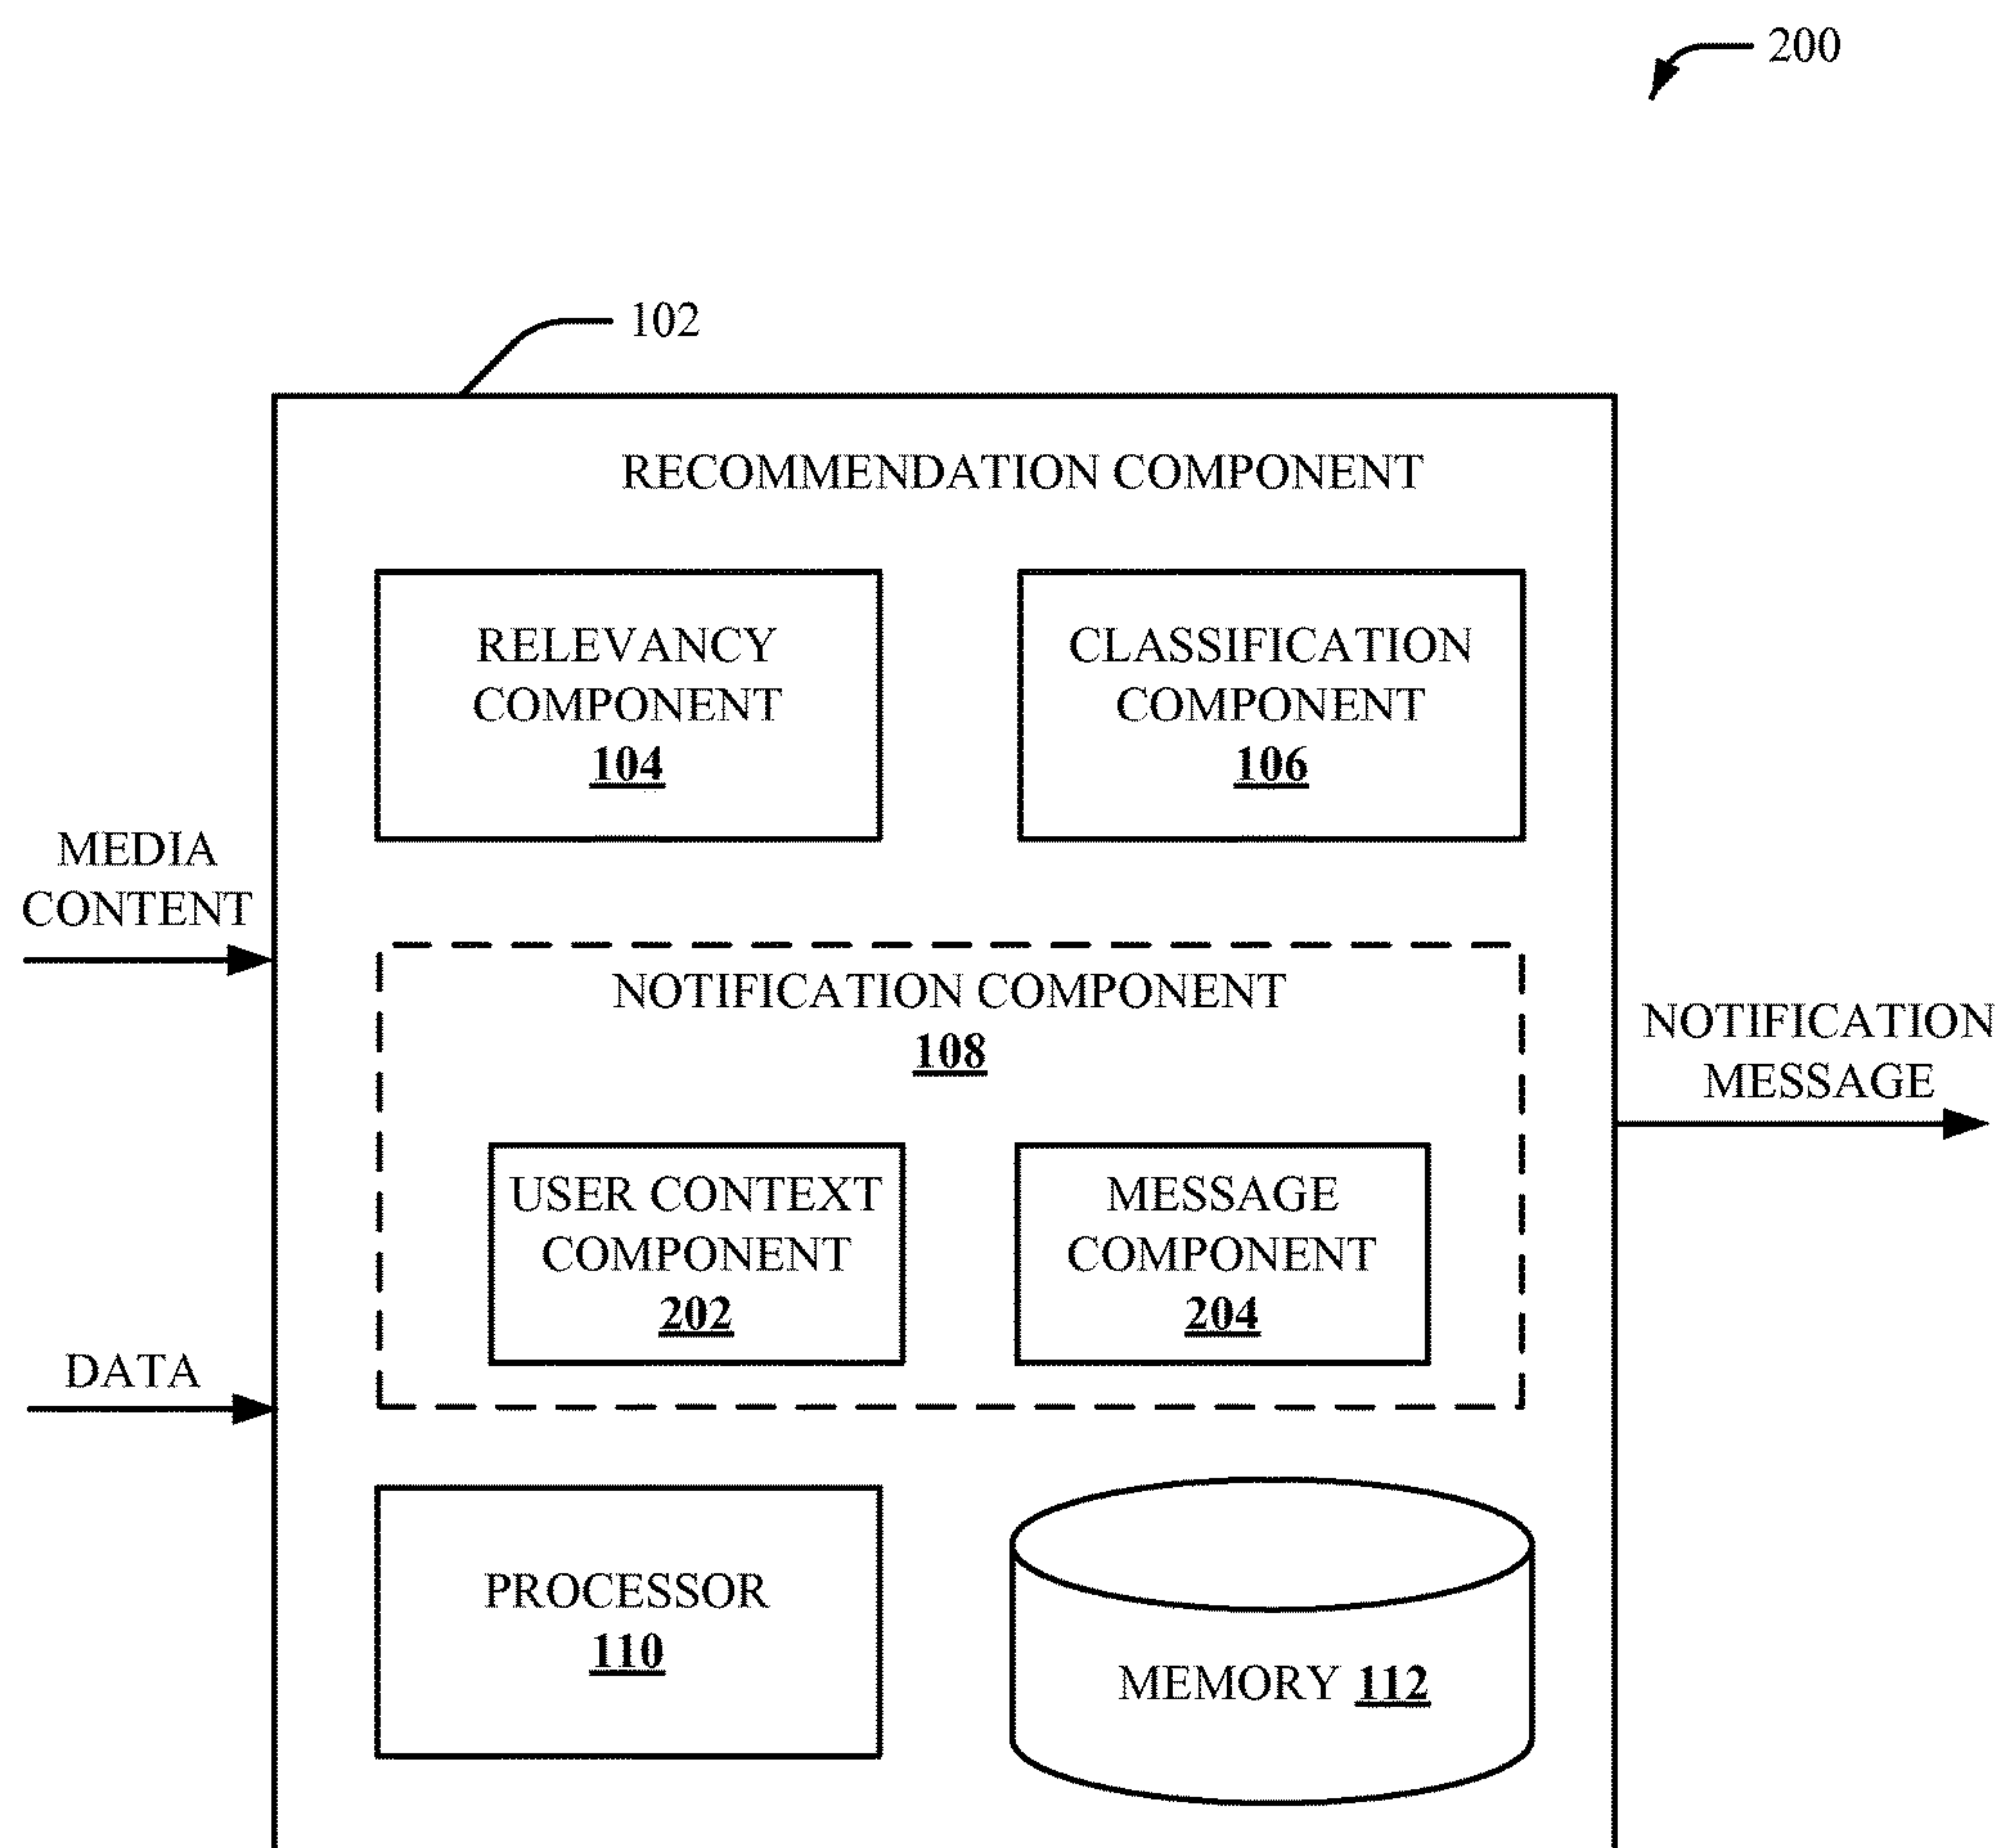 200
102
RECOMMENDATION COMPONENT
RELEVANCY
COMPONENT
104
CLASSIFICATION
COMPONENT
106
MEDIA
CONTENT
NOTIFICATION COMPONENT
108
NOTIFICATION
MESSAGE
USER CONTEXT
COMPONENT
202
MESSAGE
COMPONENT
204
DATA
PROCESSOR
110
MEMORY 112